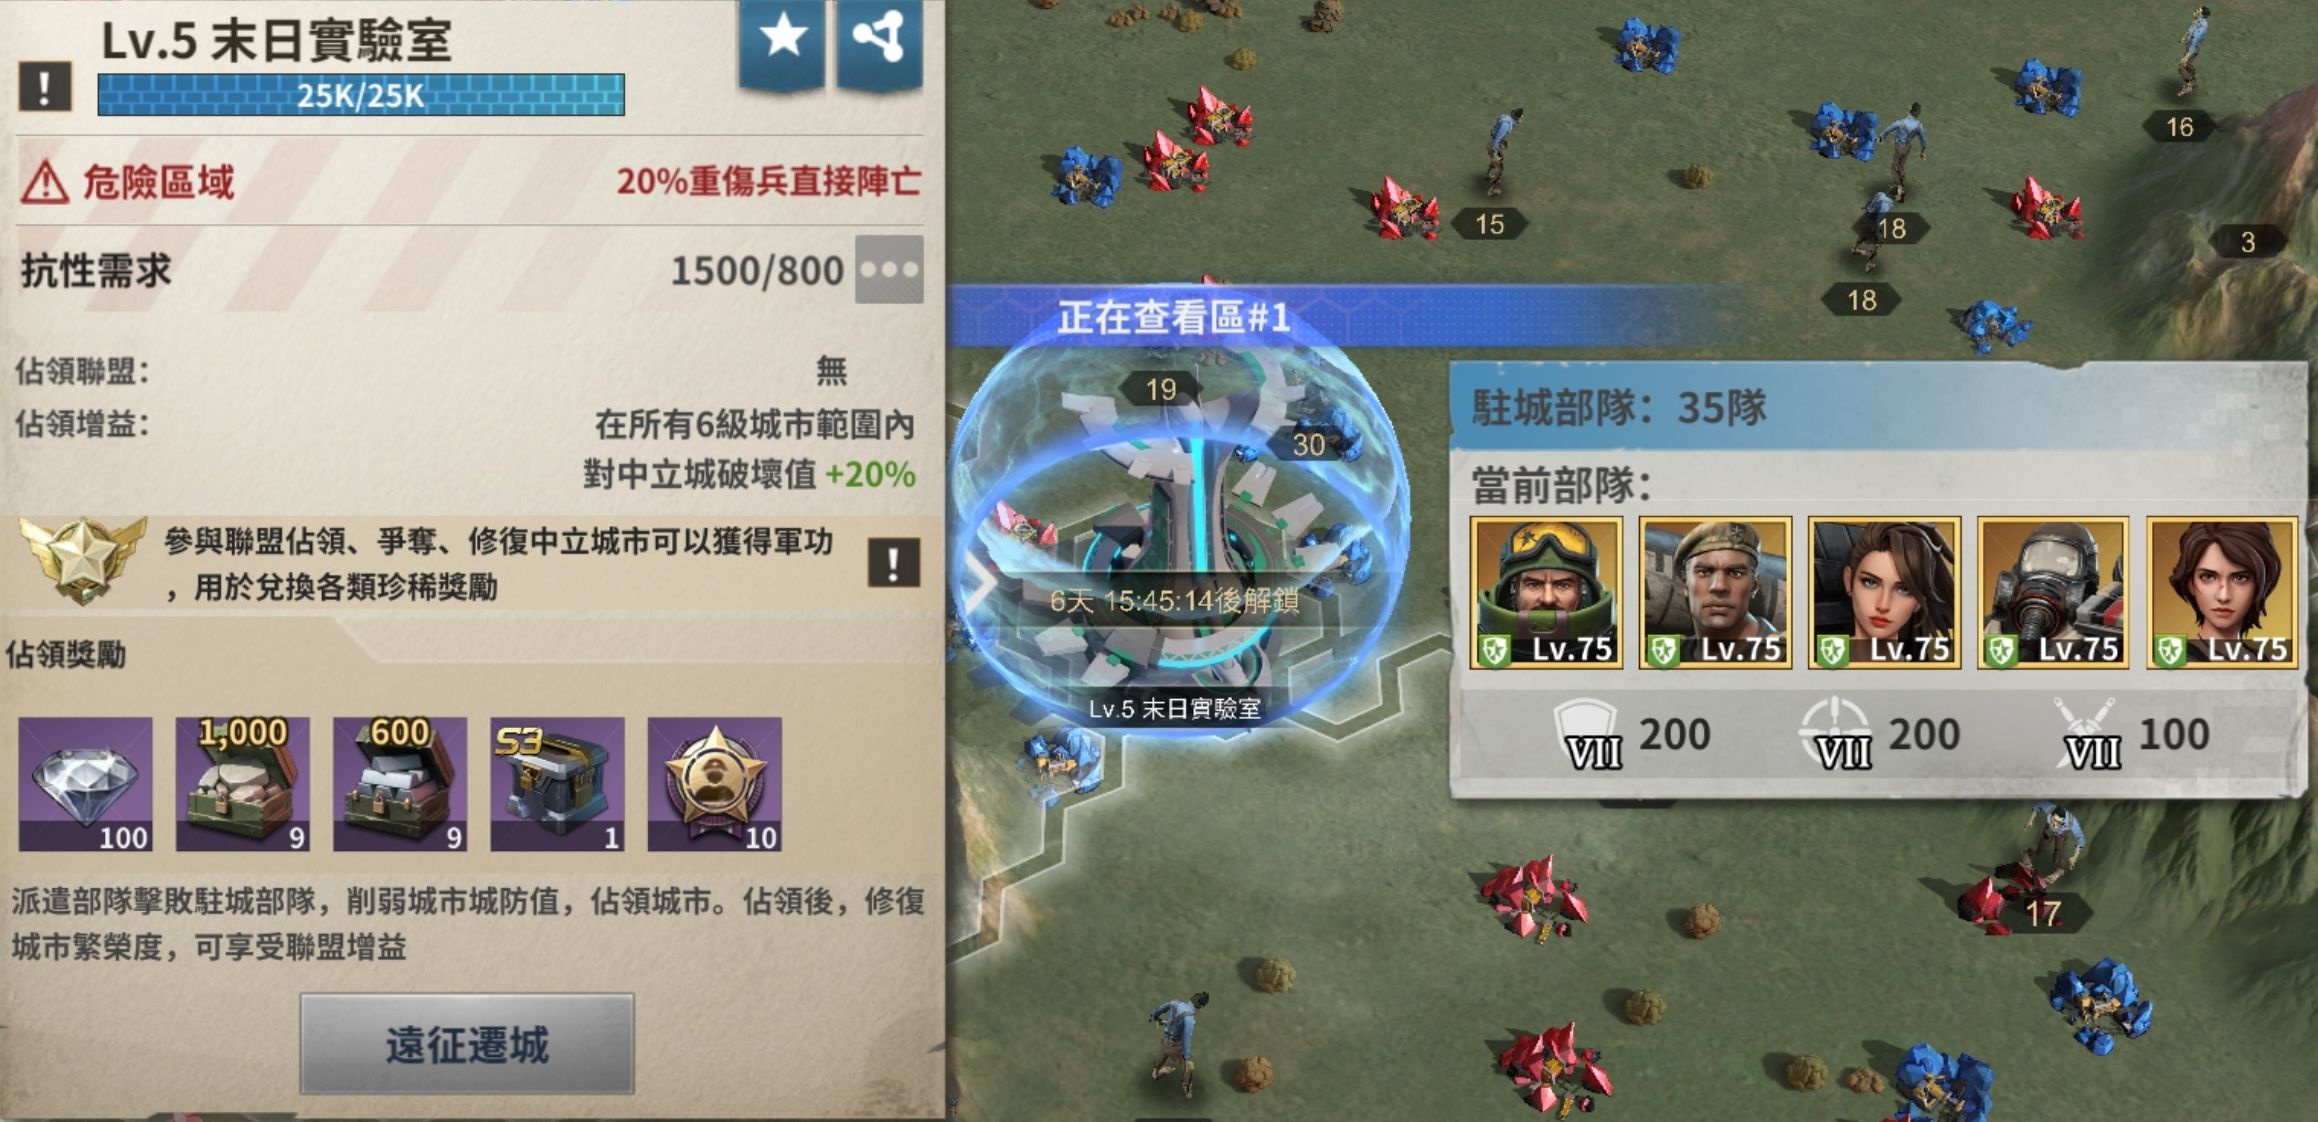 Lv.5 末日實驗室
25K/25K
危險區域
20%重傷兵直接陣亡
抗性需求
1500/800
佔領聯盟:
無
佔領增益:
在所有6級城市範圍內
對中立城破壞值 +20%
參與聯盟佔領、爭奪、修復中立城市可以獲得軍功
，用於兌換各類珍稀獎勵
佔領獎勵
100
1,000
9
600
9
S3
1
10
派遣部隊擊敗駐城部隊，削弱城市城防值，佔領城市。佔領後，修復
城市繁榮度，可享受聯盟增益
遠征遷城
16
15
18
3
18
正在查看區#1
19
30
6天 15:45:14後解鎖
Lv.5 末日實驗室
駐城部隊：35隊
當前部隊：
Lv.75
Lv.75
Lv.75
Lv.75
Lv.75
VII 200
VII 200
VII 100
17